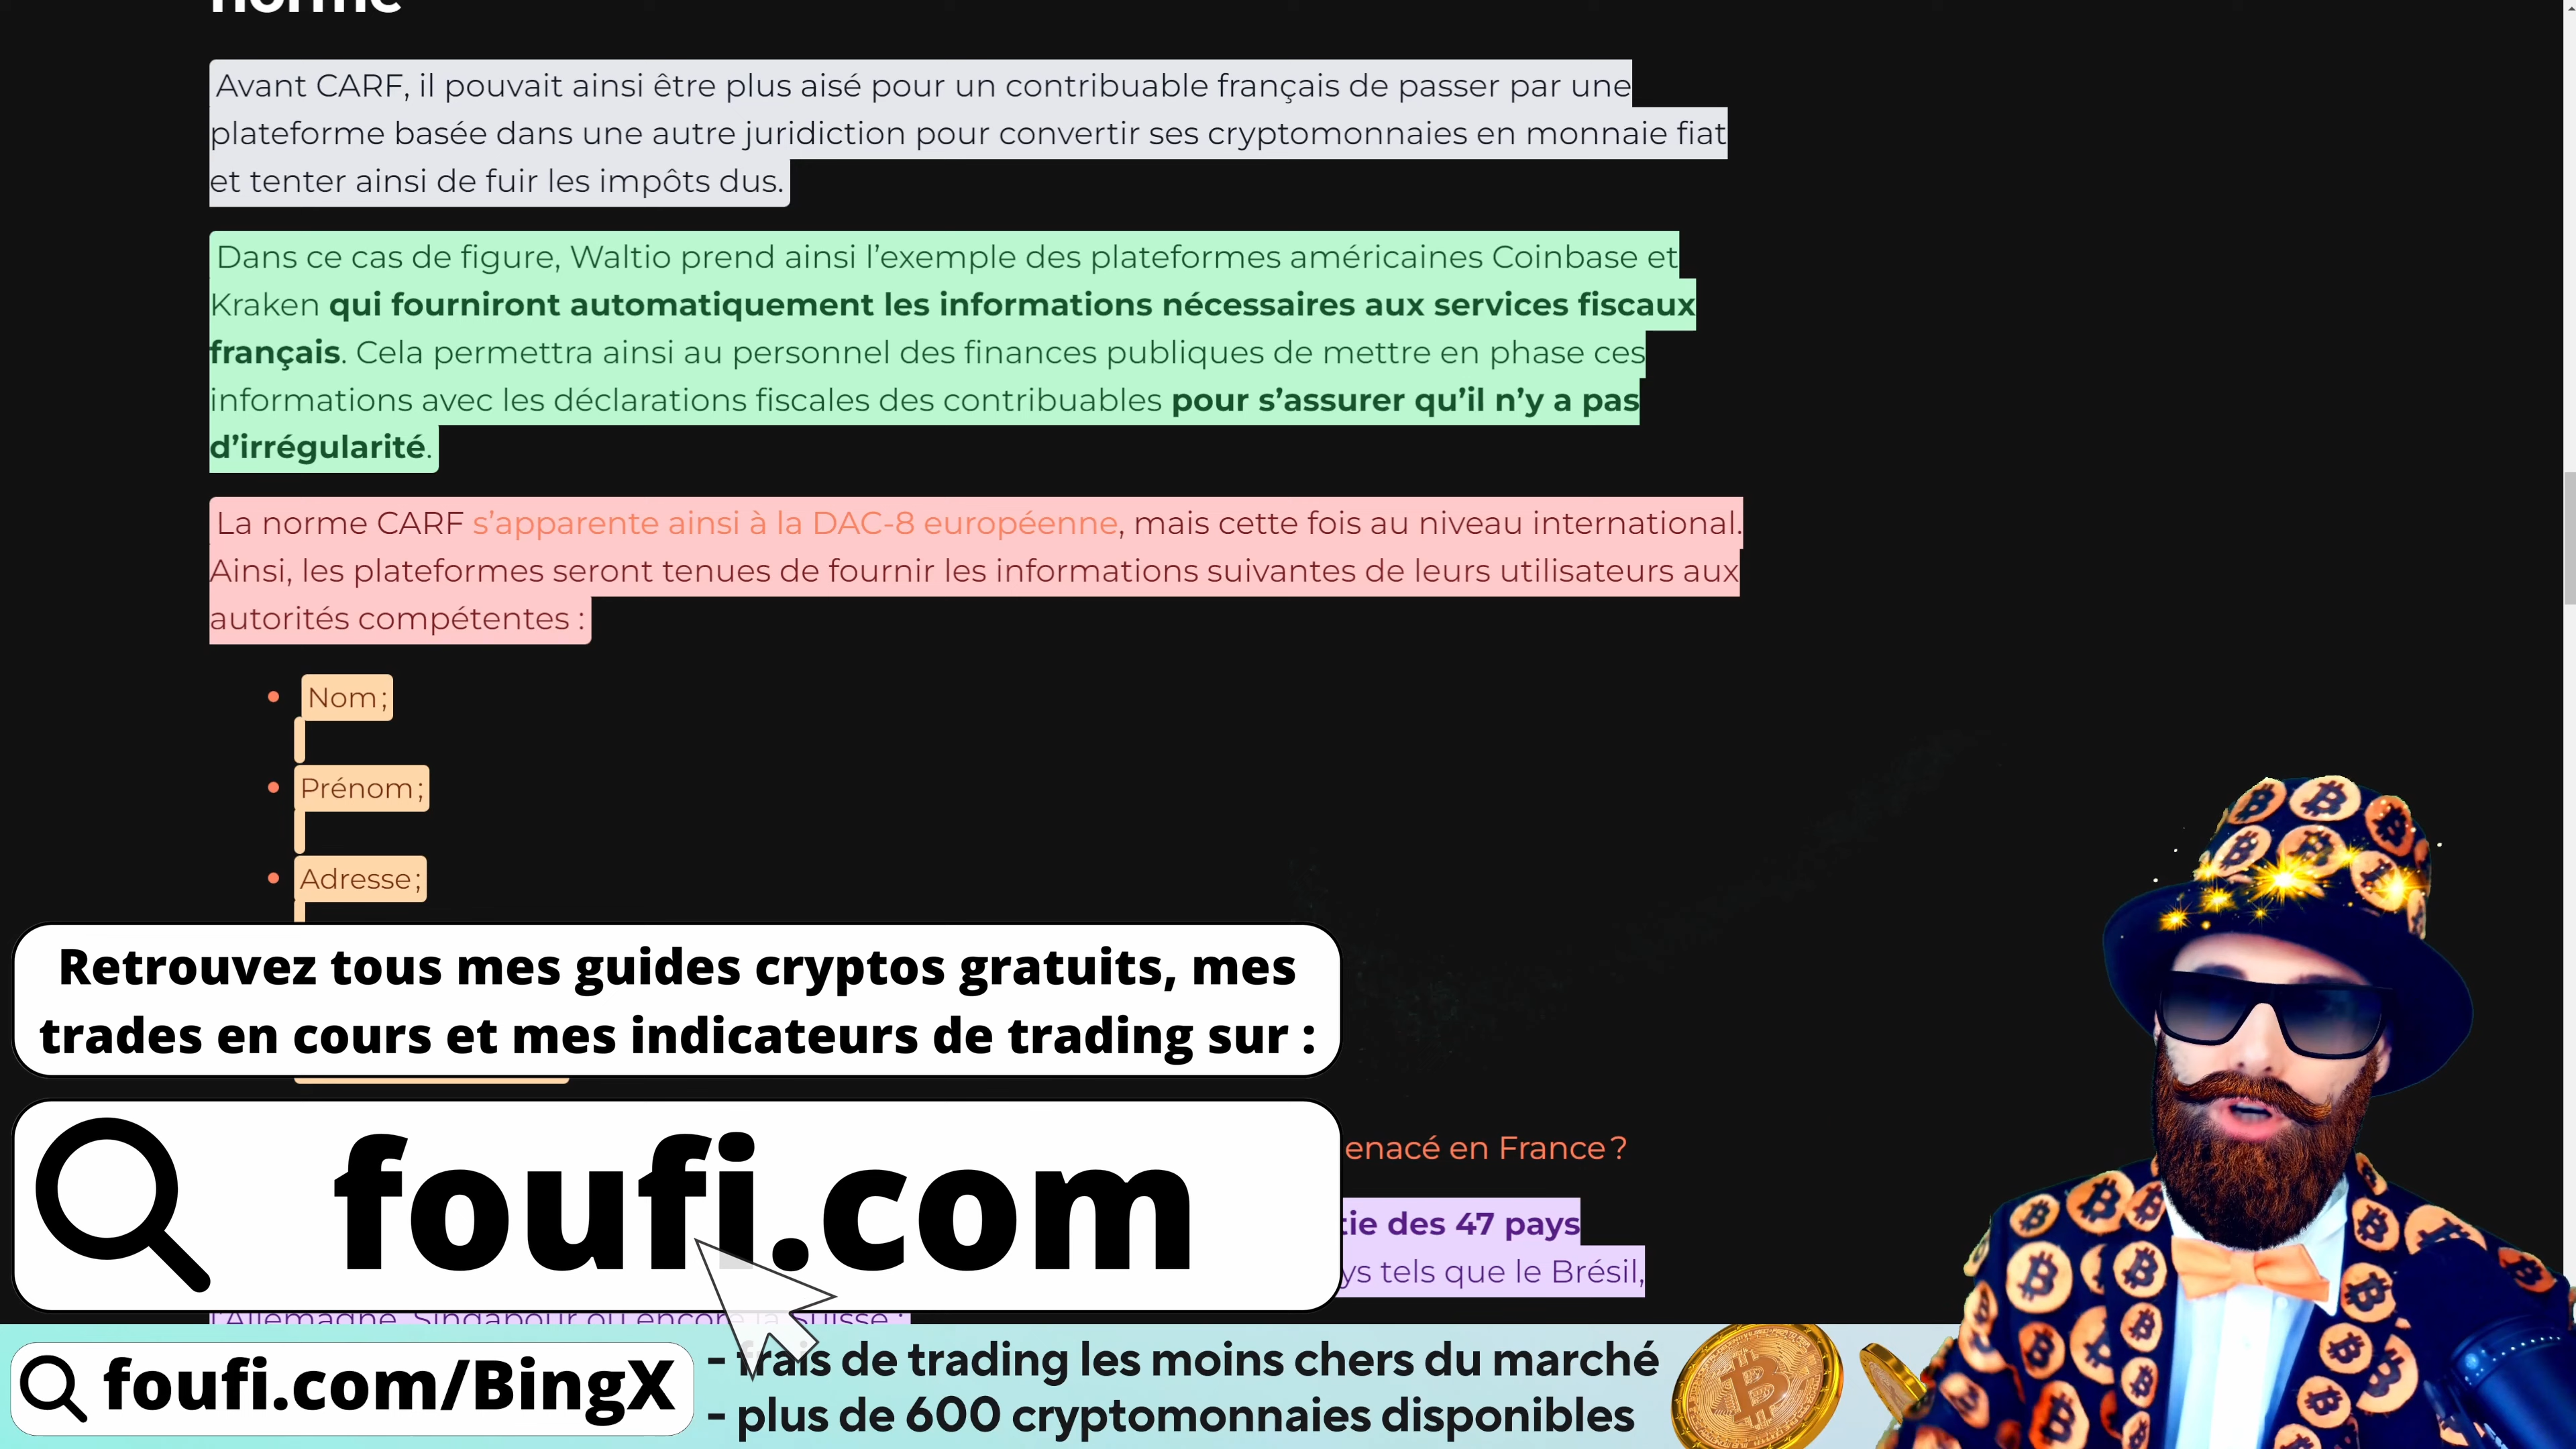 norme
Avant CARF, il pouvait ainsi être plus aisé pour un contribuable français de passer par une
plateforme basée dans une autre juridiction pour convertir ses cryptomonnaies en monnaie fiat
et tenter ainsi de fuir les impôts dus.
Dans ce cas de figure, Waltio prend ainsi l’exemple des plateformes américaines Coinbase et
Kraken qui fourniront automatiquement les informations nécessaires aux services fiscaux
français. Cela permettra ainsi au personnel des finances publiques de mettre en phase ces
informations avec les déclarations fiscales des contribuables pour s’assurer qu’il n’y a pas
d’irrégularité.
La norme CARF s’apparente ainsi à la DAC-8 européenne, mais cette fois au niveau international.
Ainsi, les plateformes seront tenues de fournir les informations suivantes de leurs utilisateurs aux
autorités compétentes :
• Nom ;
• Prénom ;
• Adresse ;
Retrouvez tous mes guides cryptos gratuits, mes
trades en cours et mes indicateurs de trading sur :
foufi.com
enacé en France ?
tie des 47 pays
ys tels que le Brésil,
l’Allemagne, Singapour ou encore la Suisse :
foufi.com/BingX
- frais de trading les moins chers du marché
- plus de 600 cryptomonnaies disponibles